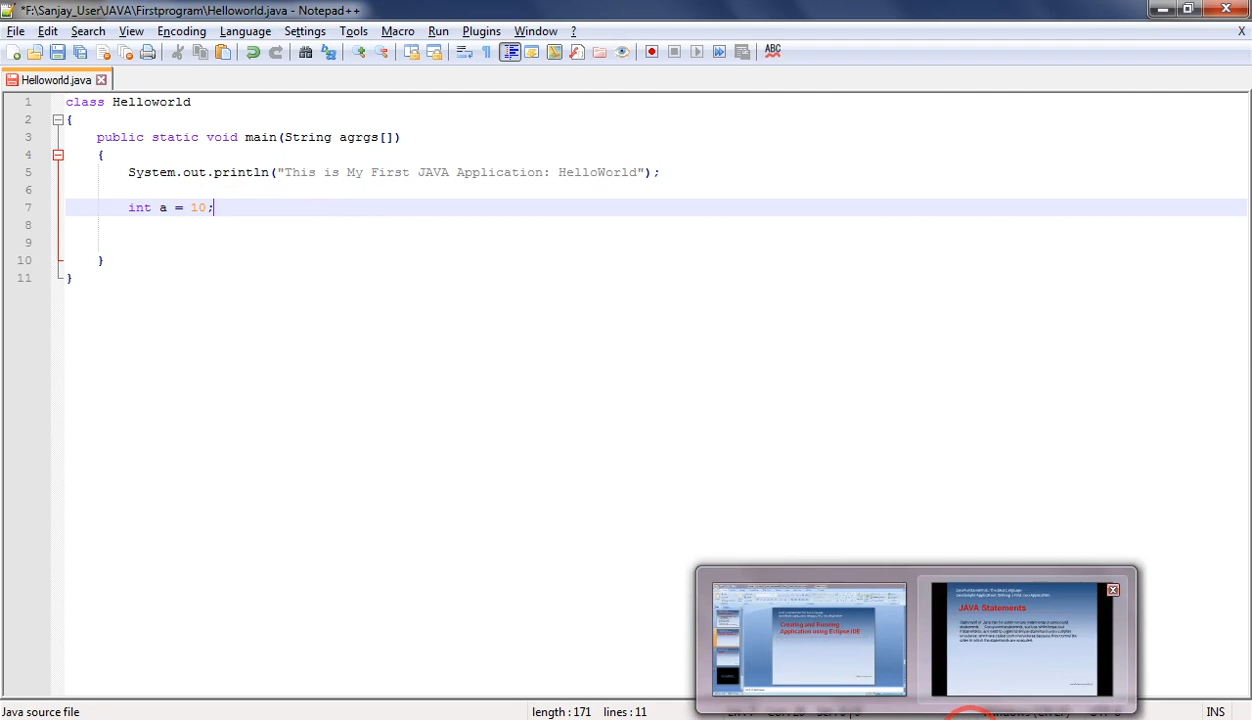 *F:\Sanjay_User\JAVA\Firstprogram\Helloworld.java - Notepad++
File Edit Search View Encoding Language Settings Tools Macro Run Plugins Window ? X
ABC
Helloworld.java
1 class Helloworld
2 {
3 public static void main(String agrgs[])
4 {
5 System.out.println("This is My First JAVA Application: HelloWorld");
6
7 int a = 10;
8
9
10 }
11 }
Creating and Running
Application using Eclipse IDE
JAVA Statements
Java source file length : 171 lines : 11 INS